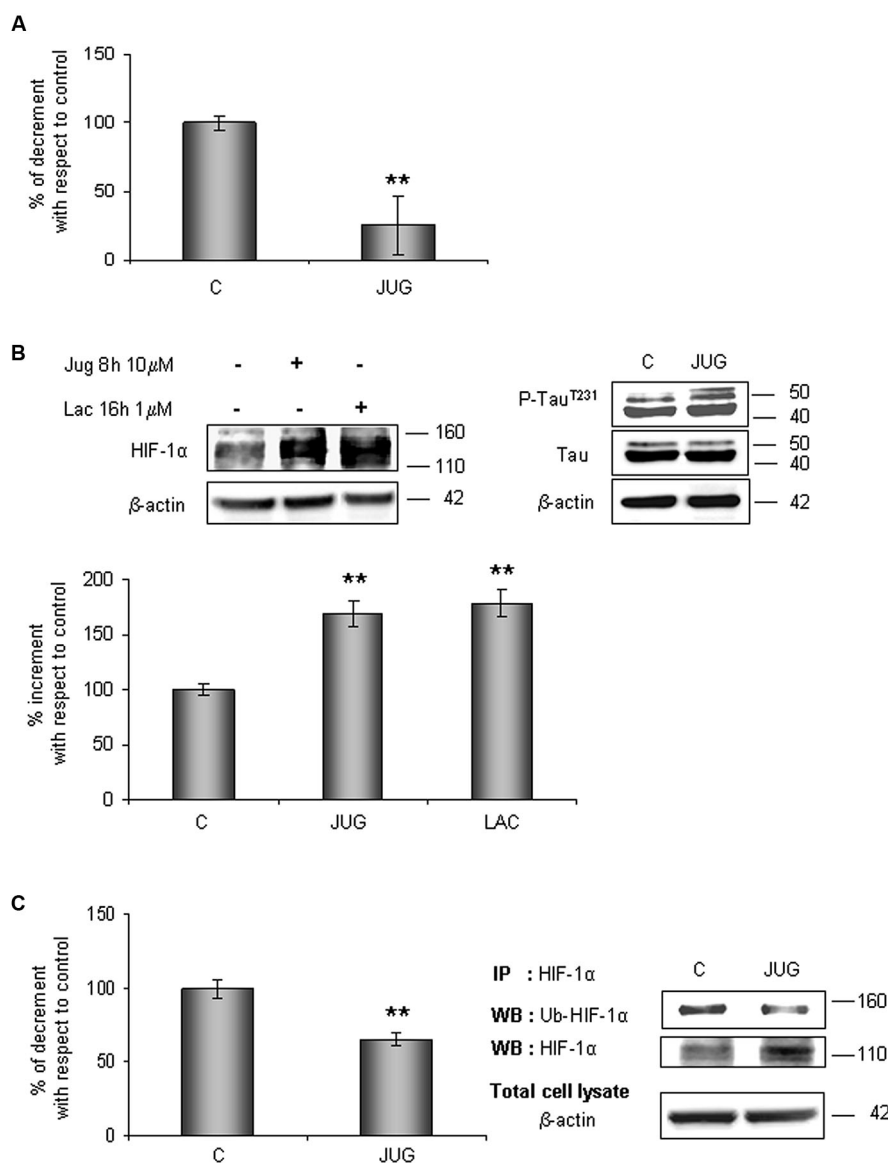 A
% of decrement
with respect to control
150
100
50
0
**
C JUG
B
Jug 8h 10µM - + -
Lac 16h 1µM - - +
HIF-1α
160
110
β-actin
42
C JUG
P-Tau^T231
50
40
Tau
50
40
β-actin
42
% increment
with respect to control
200
150
100
50
0
** **
C JUG LAC
C
% of decrement
with respect to control
150
100
50
0
**
C JUG
IP : HIF-1α
C JUG
WB : Ub-HIF-1α
160
WB : HIF-1α
110
Total cell lysate
β-actin
42